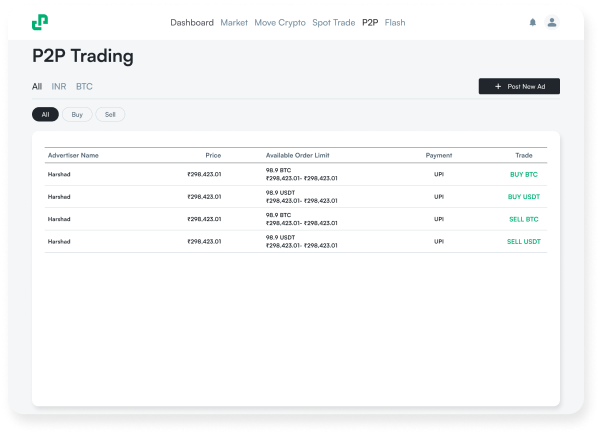 Dashboard Market Move Crypto Spot Trade P2P Flash
P2P Trading
All INR BTC
+ Post New Ad
All Buy Sell
Advertiser Name Price Available Order Limit Payment Trade
Harshad ₹298,423.01 98.9 BTC UPI BUY BTC
₹298,423.01- ₹298,423.01
Harshad ₹298,423.01 98.9 USDT UPI BUY USDT
₹298,423.01- ₹298,423.01
Harshad ₹298,423.01 98.9 BTC UPI SELL BTC
₹298,423.01- ₹298,423.01
Harshad ₹298,423.01 98.9 USDT UPI SELL USDT
₹298,423.01- ₹298,423.01